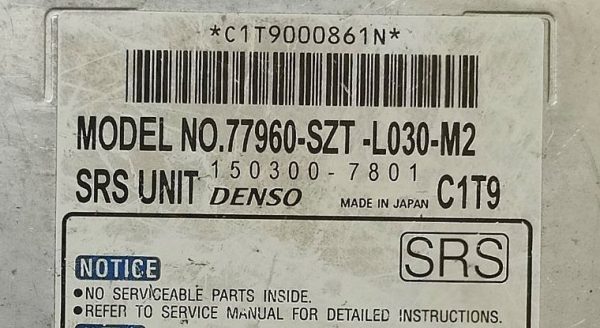 *C1T9000861N*
MODEL NO.77960-SZT -L030-M2
SRS UNIT 150300-7801 C1T9
DENSO MADE IN JAPAN
SRS
NOTICE
●NO SERVICEABLE PARTS INSIDE.
●REFER TO SERVICE MANUAL FOR DETAILED INSTRUCTIONS.